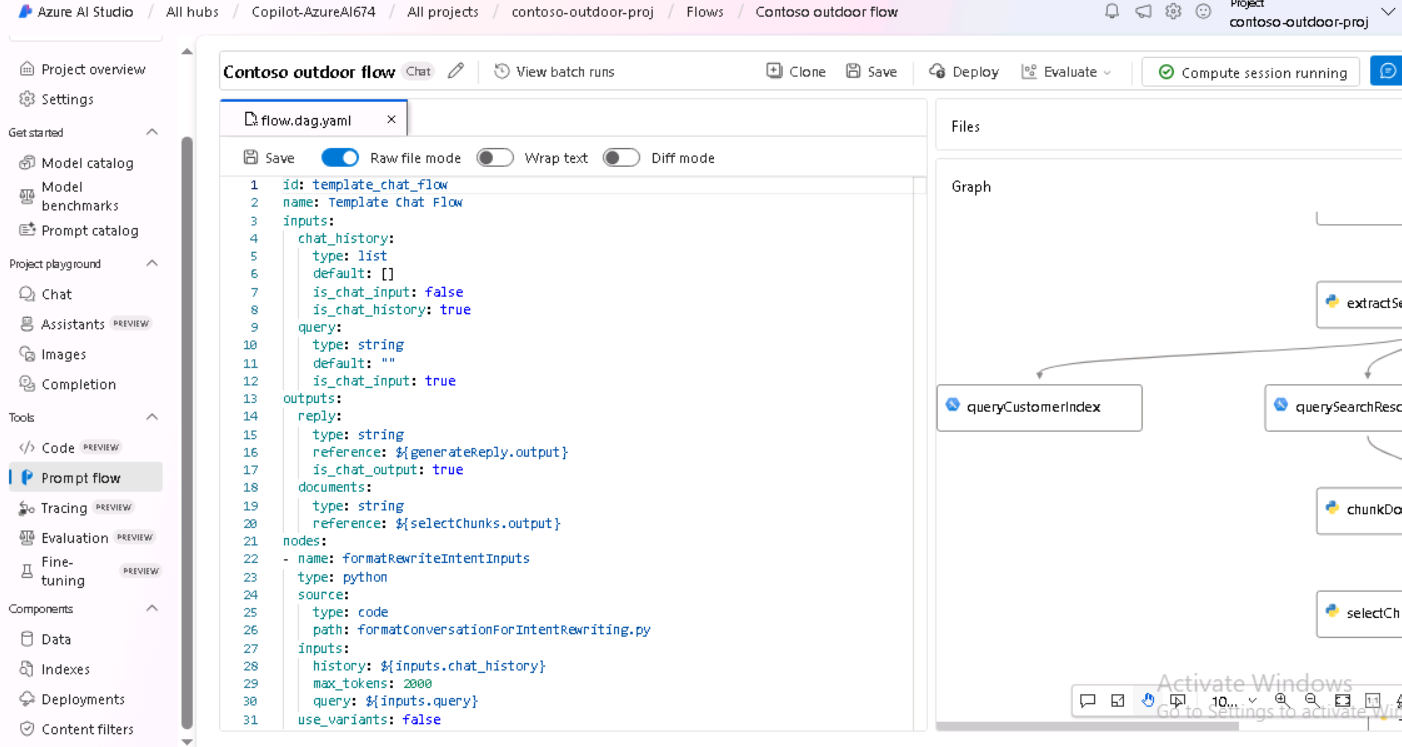 Azure AI Studio / All hubs / Copilot-AzureAI674 / All projects / contoso-outdoor-proj / Flows / Contoso outdoor flow
Project
contoso-outdoor-proj
Project overview
Settings
Get started
Model catalog
Model
benchmarks
Prompt catalog
Project playground
Chat
Assistants PREVIEW
Images
Completion
Tools
Code PREVIEW
Prompt flow
Tracing PREVIEW
Evaluation PREVIEW
Fine-
tuning PREVIEW
Components
Data
Indexes
Deployments
Content filters
Contoso outdoor flow Chat View batch runs Clone Save Deploy Evaluate Compute session running
flow.dag.yaml
Save Raw file mode Wrap text Diff mode
1 id: template_chat_flow
2 name: Template Chat Flow
3 inputs:
4 chat_history:
5 type: list
6 default: []
7 is_chat_input: false
8 is_chat_history: true
9 query:
10 type: string
11 default: ""
12 is_chat_input: true
13 outputs:
14 reply:
15 type: string
16 reference: ${generateReply.output}
17 is_chat_output: true
18 documents:
19 type: string
20 reference: ${selectChunks.output}
21 nodes:
22 - name: formatRewriteIntentInputs
23 type: python
24 source:
25 type: code
26 path: formatConversationForIntentRewriting.py
27 inputs:
28 history: ${inputs.chat_history}
29 max_tokens: 2000
30 query: ${inputs.query}
31 use_variants: false
Files
Graph
extractSe
queryCustomerIndex
querySearchResc
chunkDo
selectCh
10... 1:1
Activate Windows
Go to Settings to activate Win